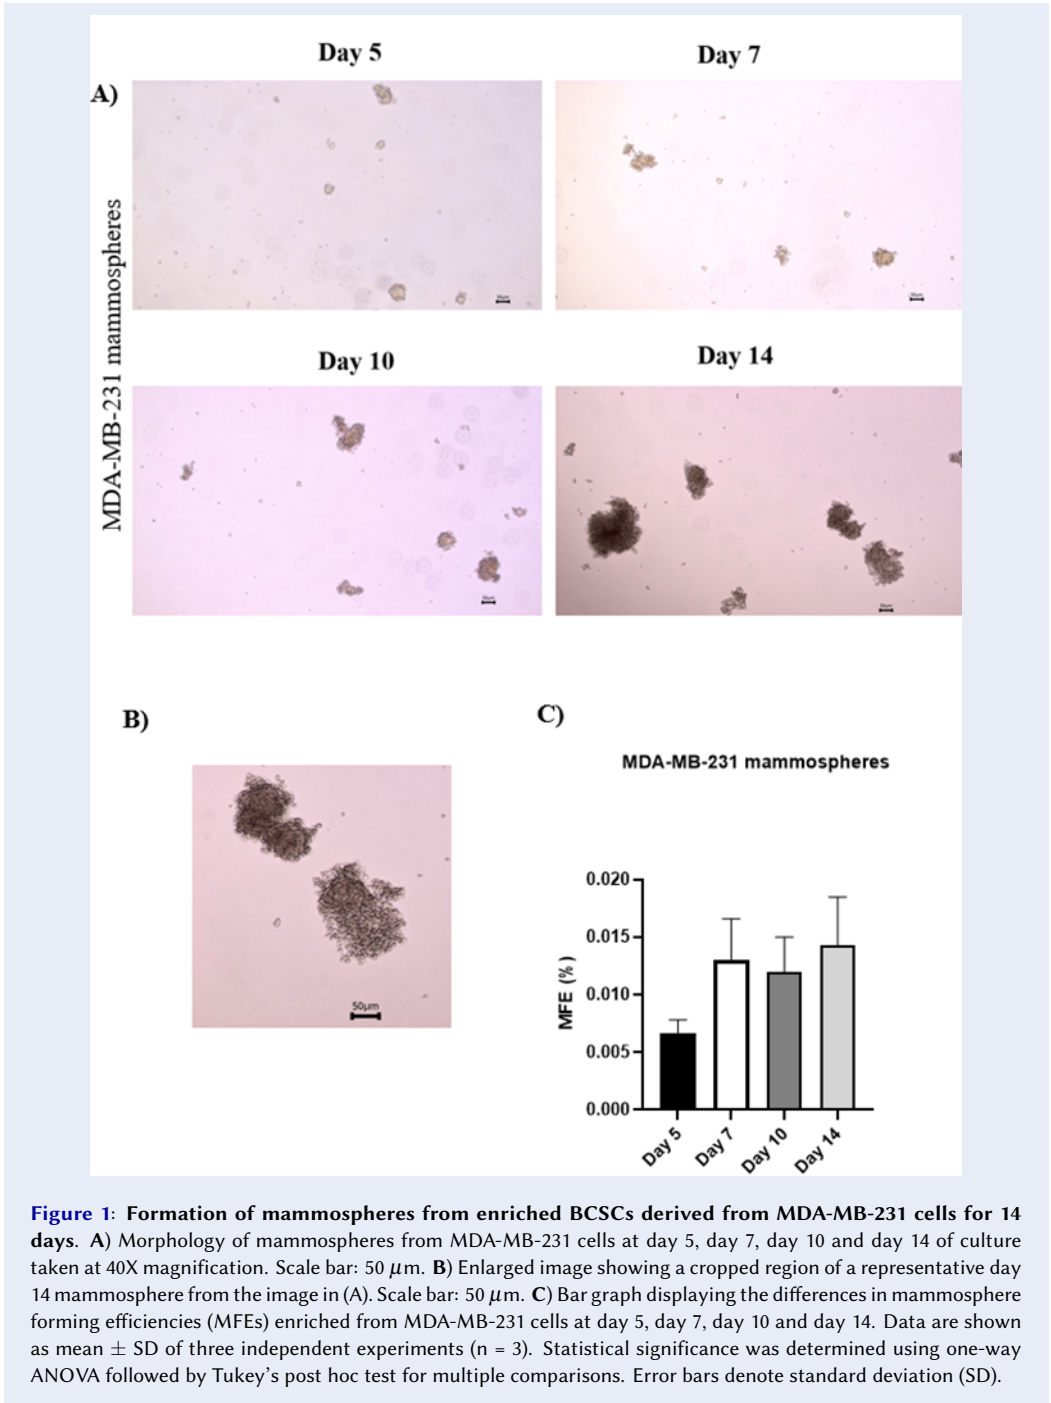 Day 5
Day 7
A)
MDA-MB-231 mammospheres
Day 10
Day 14
B)
50μm
C)
MDA-MB-231 mammospheres
MFE (%)
0.020
0.015
0.010
0.005
0.000
Day 5
Day 7
Day 10
Day 14
Figure 1: Formation of mammospheres from enriched BCSCs derived from MDA-MB-231 cells for 14
days. A) Morphology of mammospheres from MDA-MB-231 cells at day 5, day 7, day 10 and day 14 of culture
taken at 40X magnification. Scale bar: 50 μm. B) Enlarged image showing a cropped region of a representative day
14 mammosphere from the image in (A). Scale bar: 50 μm. C) Bar graph displaying the differences in mammosphere
forming efficiencies (MFEs) enriched from MDA-MB-231 cells at day 5, day 7, day 10 and day 14. Data are shown
as mean ± SD of three independent experiments (n = 3). Statistical significance was determined using one-way
ANOVA followed by Tukey's post hoc test for multiple comparisons. Error bars denote standard deviation (SD).